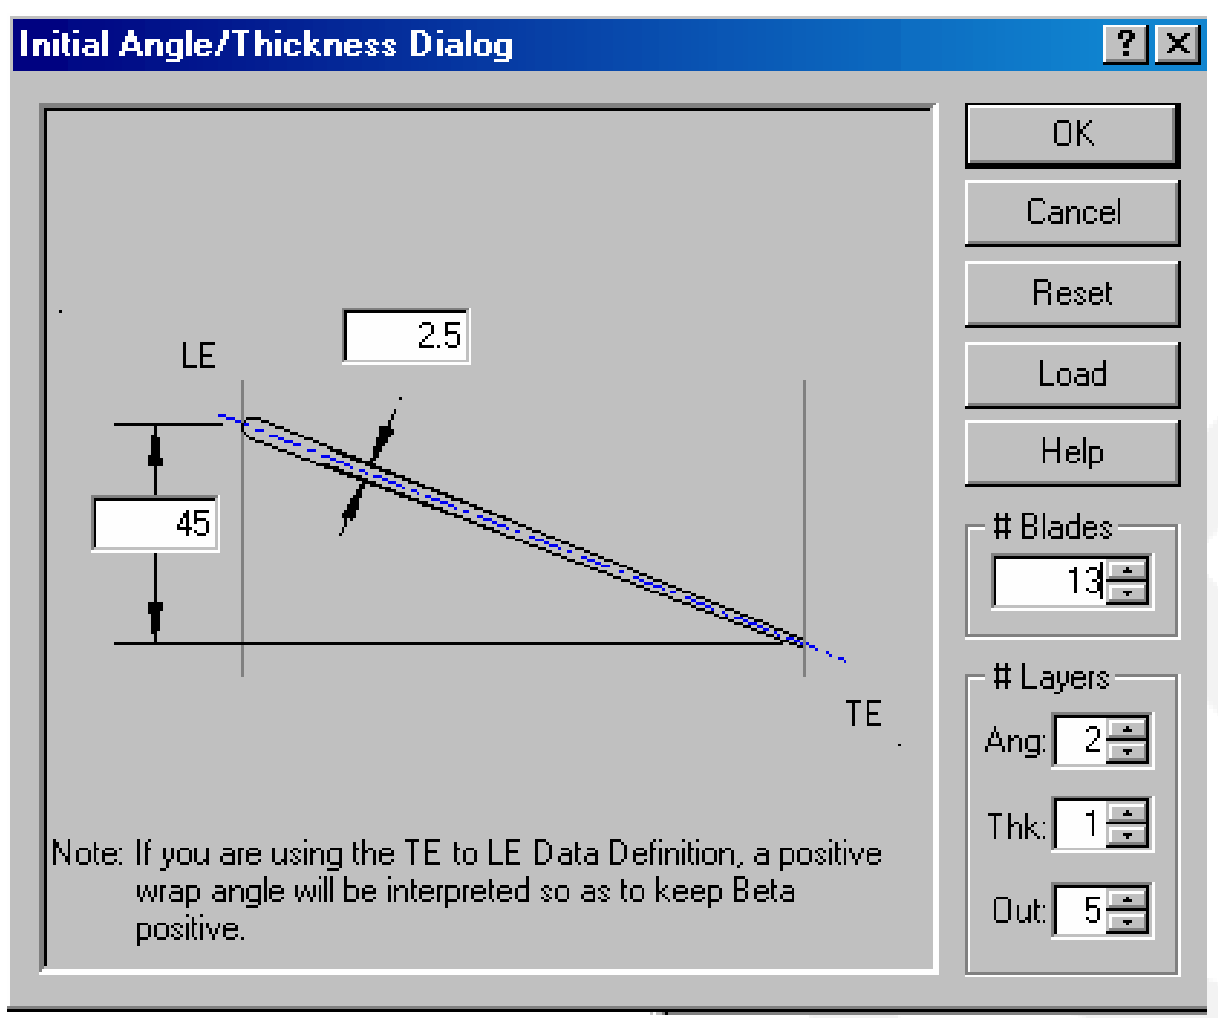 Initial Angle/Thickness Dialog
OK
Cancel
Reset
Load
Help
2.5
LE
45
TE
# Blades
13
# Layers
Ang: 2
Thk: 1
Out: 5
Note: If you are using the TE to LE Data Definition, a positive
wrap angle will be interpreted so as to keep Beta
positive.